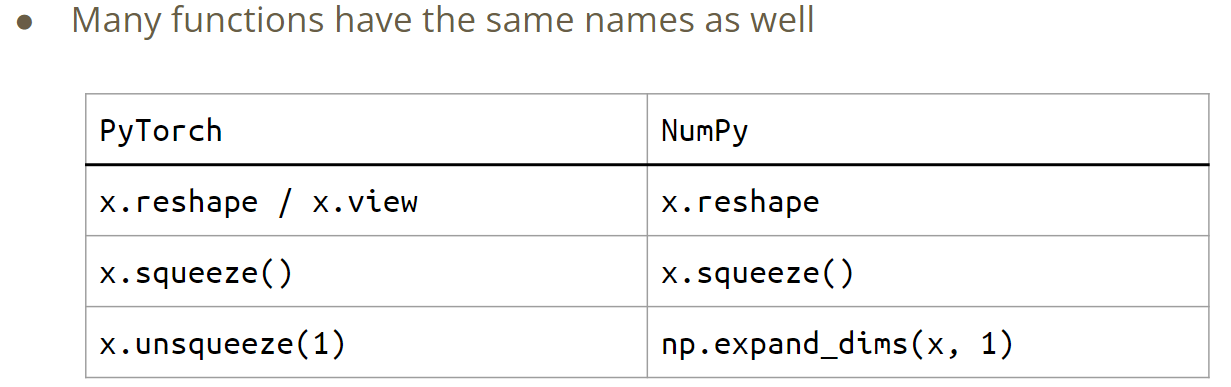 ● Many functions have the same names as well
PyTorch NumPy
x.reshape / x.view x.reshape
x.squeeze() x.squeeze()
x.unsqueeze(1) np.expand_dims(x, 1)